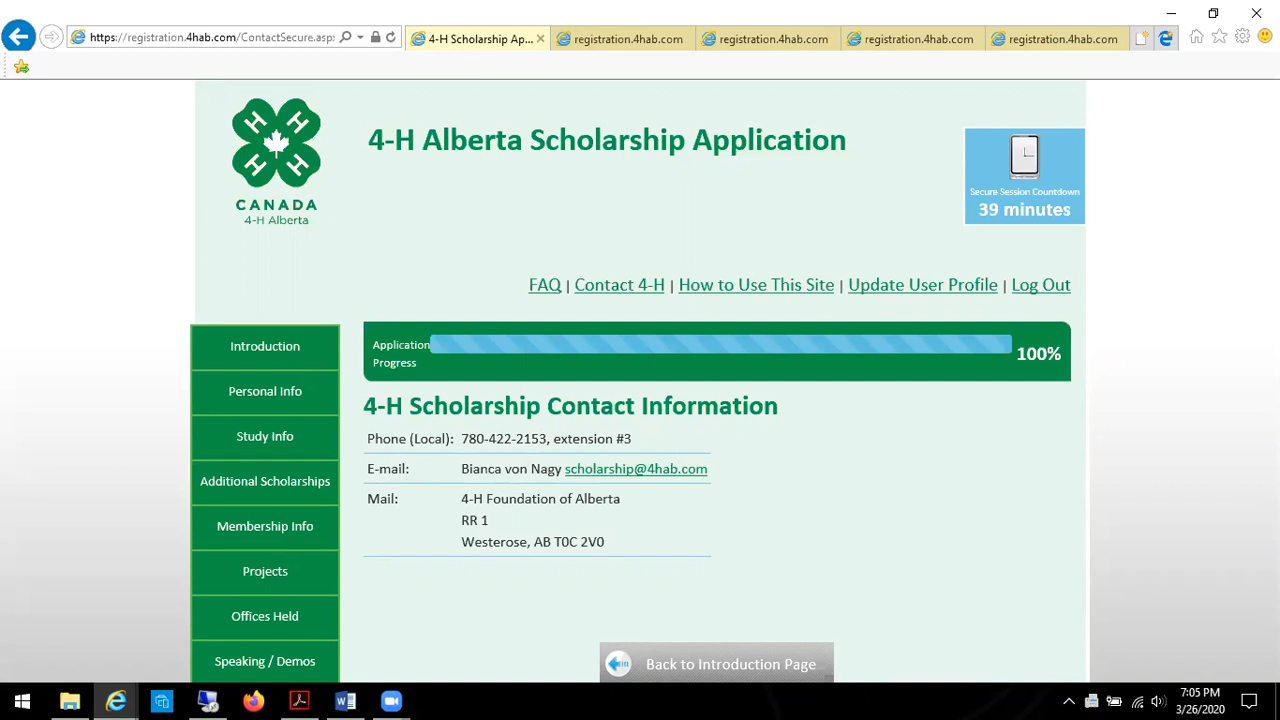 https://registration.4hab.com/ContactSecure.asp
4-H Scholarship Ap...
registration.4hab.com
registration.4hab.com
registration.4hab.com
registration.4hab.com
H H H H
CANADA
4-H Alberta
4-H Alberta Scholarship Application
Secure Session Countdown
39 minutes
FAQ | Contact 4-H | How to Use This Site | Update User Profile | Log Out
Introduction
Personal Info
Study Info
Additional Scholarships
Membership Info
Projects
Offices Held
Speaking / Demos
Application
Progress
100%
4-H Scholarship Contact Information
Phone (Local): 780-422-2153, extension #3
E-mail: Bianca von Nagy scholarship@4hab.com
Mail: 4-H Foundation of Alberta
RR 1
Westerose, AB T0C 2V0
Back to Introduction Page
7:05 PM
3/26/2020